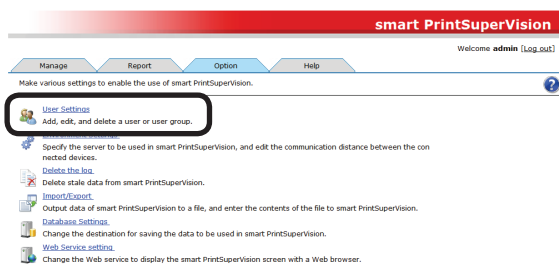 smart PrintSuperVision
Welcome admin [Log out]
Manage Report Option Help
Make various settings to enable the use of smart PrintSuperVision.
?
User Settings
Add, edit, and delete a user or user group.
Environment Settings
Specify the server to be used in smart PrintSuperVision, and edit the communication distance between the con
nected devices.
Delete the log
Delete stale data from smart PrintSuperVision.
Import/Export
Output data of smart PrintSuperVision to a file, and enter the contents of the file to smart PrintSuperVision.
Database Settings
Change the destination for saving the data to be used in smart PrintSuperVision.
Web Service setting
Change the Web service to display the smart PrintSuperVision screen with a Web browser.